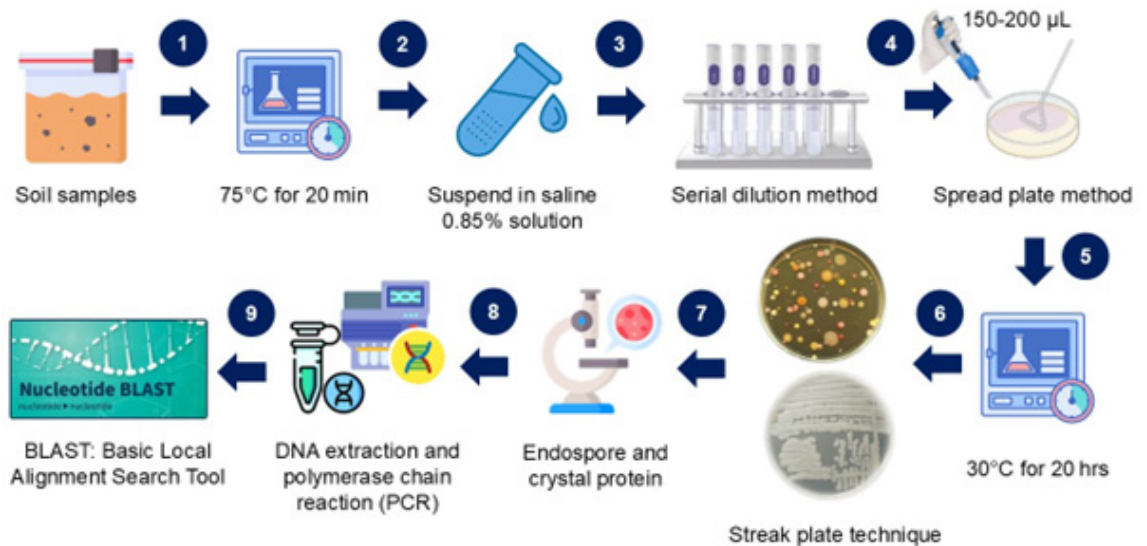 1
2
3
4
150-200 µL
Soil samples
75°C for 20 min
Suspend in saline
0.85% solution
Serial dilution method
Spread plate method
5
6
7
8
9
Nucleotide BLAST
nucleotide ▸ nucleotide
BLAST: Basic Local
Alignment Search Tool
DNA extraction and
polymerase chain
reaction (PCR)
Endospore and
crystal protein
Streak plate technique
30°C for 20 hrs